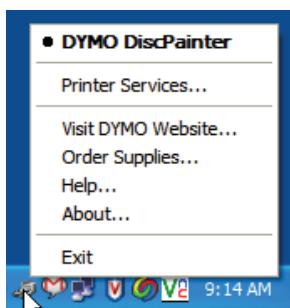 DYMO DiscPainter
Printer Services...
Visit DYMO Website...
Order Supplies...
Help...
About...
Exit
9:14 AM